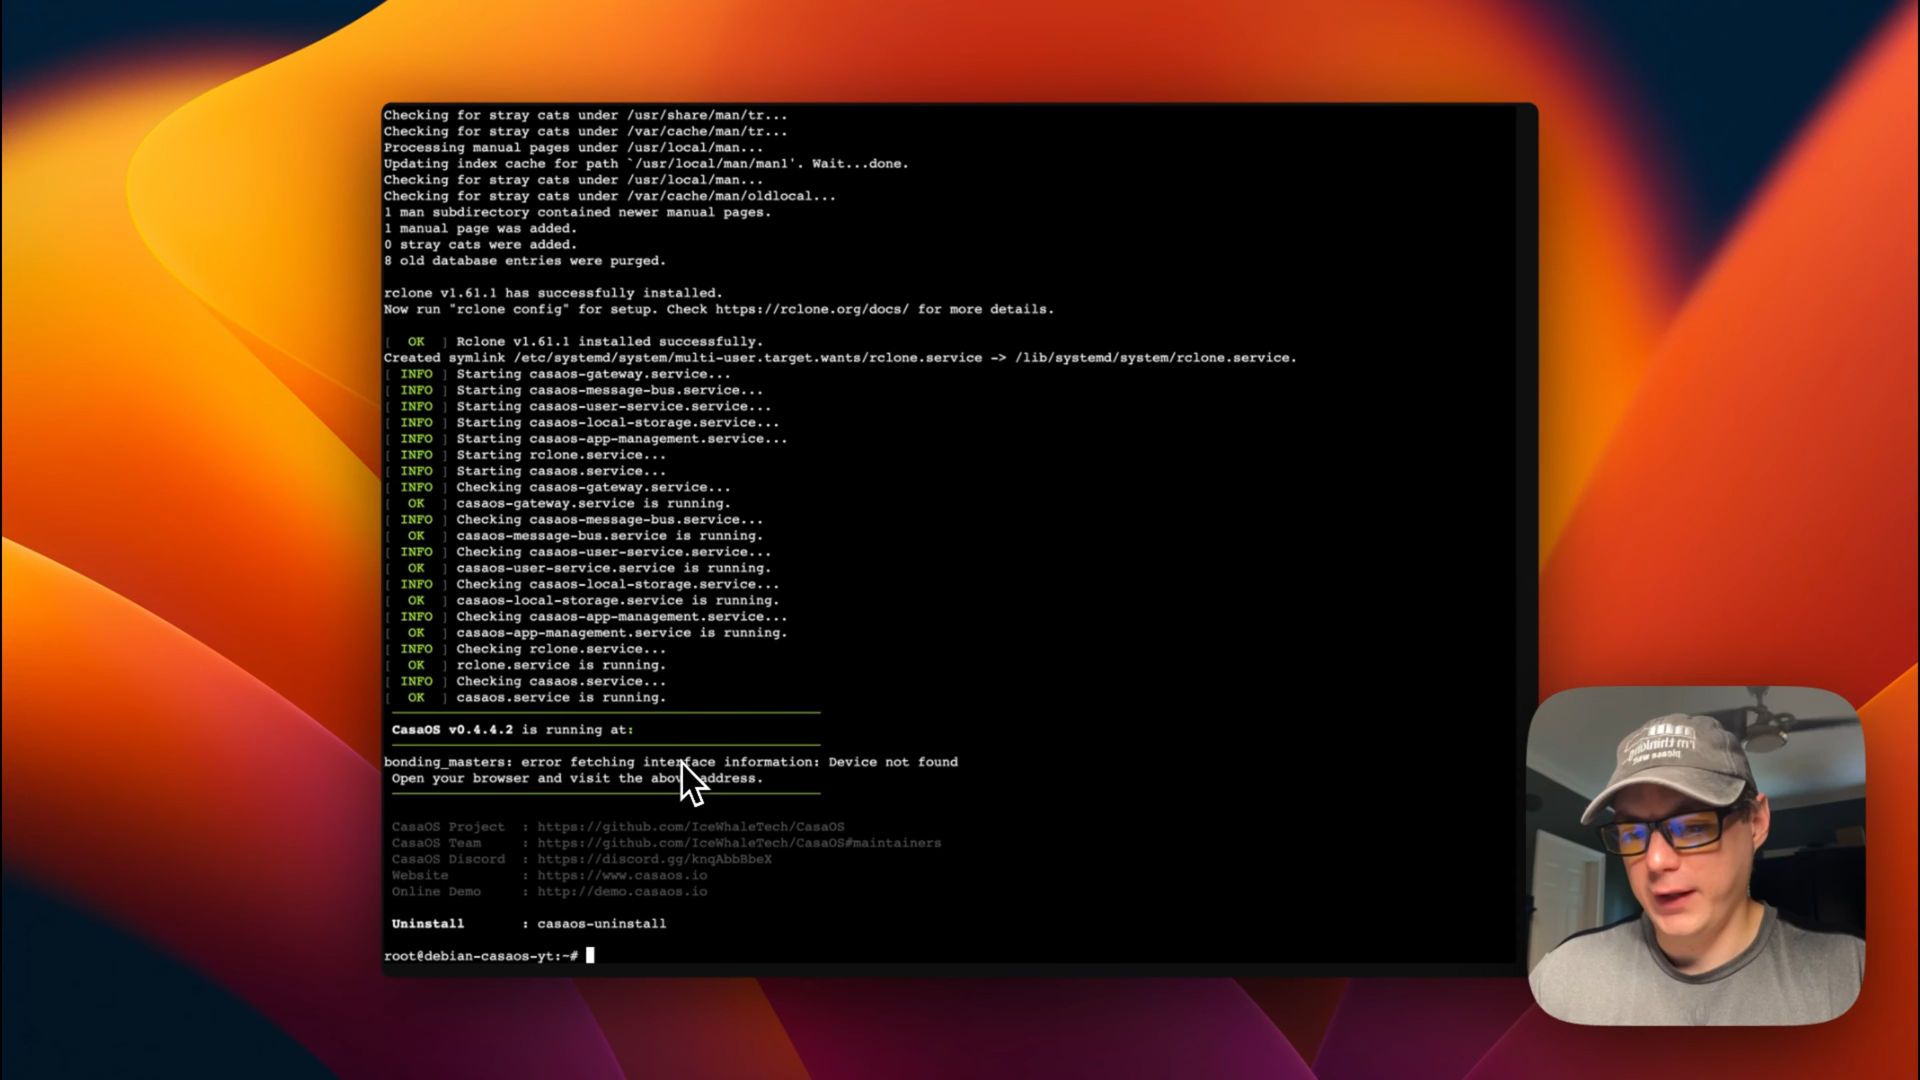 Checking for stray cats under /usr/share/man/tr...
Checking for stray cats under /var/cache/man/tr...
Processing manual pages under /usr/local/man...
Updating index cache for path `/usr/local/man/man1'. Wait...done.
Checking for stray cats under /usr/local/man...
Checking for stray cats under /var/cache/man/oldlocal...
1 man subdirectory contained newer manual pages.
1 manual page was added.
0 stray cats were added.
8 old database entries were purged.
rclone v1.61.1 has successfully installed.
Now run "rclone config" for setup. Check https://rclone.org/docs/ for more details.
[ OK ] Rclone v1.61.1 installed successfully.
Created symlink /etc/systemd/system/multi-user.target.wants/rclone.service -> /lib/systemd/system/rclone.service.
[ INFO ] Starting casaos-gateway.service...
[ INFO ] Starting casaos-message-bus.service...
[ INFO ] Starting casaos-user-service.service...
[ INFO ] Starting casaos-local-storage.service...
[ INFO ] Starting casaos-app-management.service...
[ INFO ] Starting rclone.service...
[ INFO ] Starting casaos.service...
[ INFO ] Checking casaos-gateway.service...
[ OK ] casaos-gateway.service is running.
[ INFO ] Checking casaos-message-bus.service...
[ OK ] casaos-message-bus.service is running.
[ INFO ] Checking casaos-user-service.service...
[ OK ] casaos-user-service.service is running.
[ INFO ] Checking casaos-local-storage.service...
[ OK ] casaos-local-storage.service is running.
[ INFO ] Checking casaos-app-management.service...
[ OK ] casaos-app-management.service is running.
[ INFO ] Checking rclone.service...
[ OK ] rclone.service is running.
[ INFO ] Checking casaos.service...
[ OK ] casaos.service is running.
CasaOS v0.4.4.2 is running at:
bonding_masters: error fetching interface information: Device not found
Open your browser and visit the above address.
CasaOS Project : https://github.com/IceWhaleTech/CasaOS
CasaOS Team : https://github.com/IceWhaleTech/CasaOS#maintainers
CasaOS Discord : https://discord.gg/knqAbbBbeX
Website : https://www.casaos.io
Online Demo : http://demo.casaos.io
Uninstall : casaos-uninstall
root@debian-casaos-yt:~#